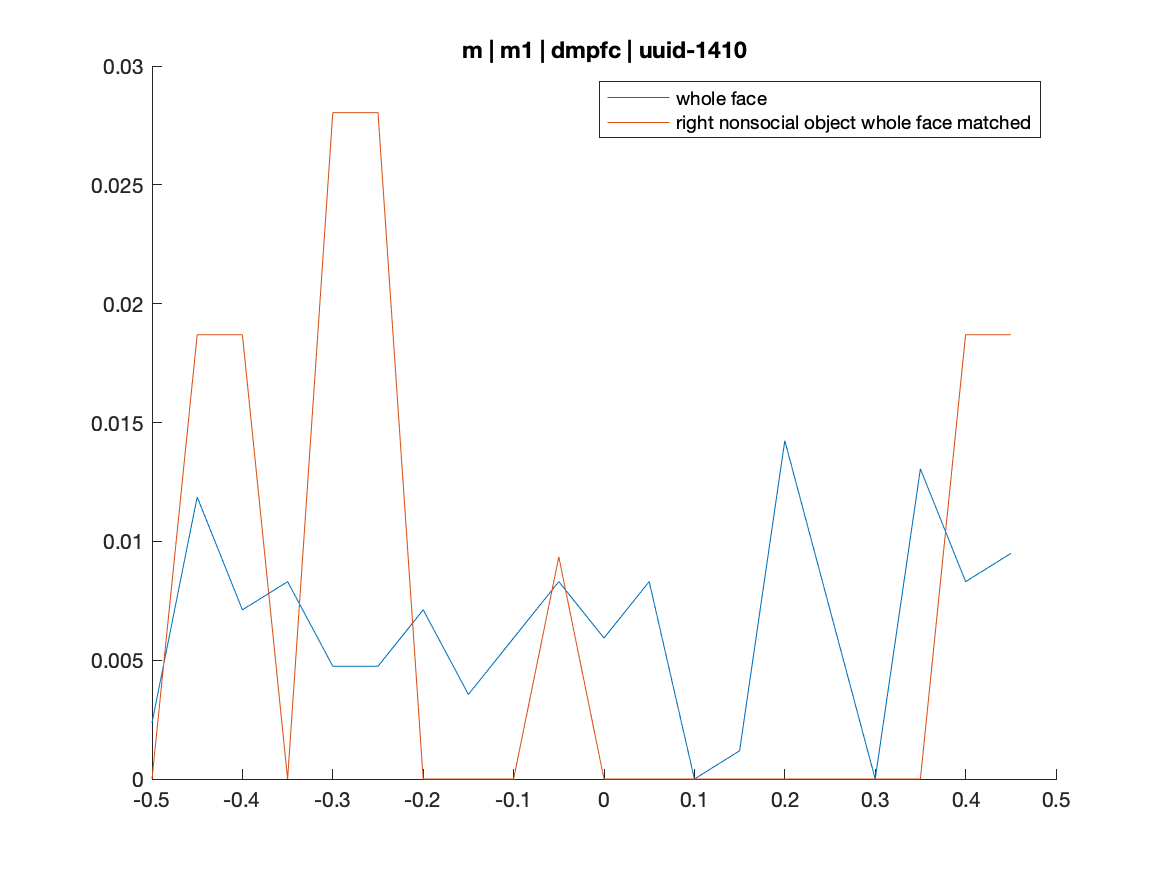 m | m1 | dmpfc | uuid-1410
whole face
right nonsocial object whole face matched
0.03
0.025
0.02
0.015
0.01
0.005
0
-0.5 -0.4 -0.3 -0.2 -0.1 0 0.1 0.2 0.3 0.4 0.5